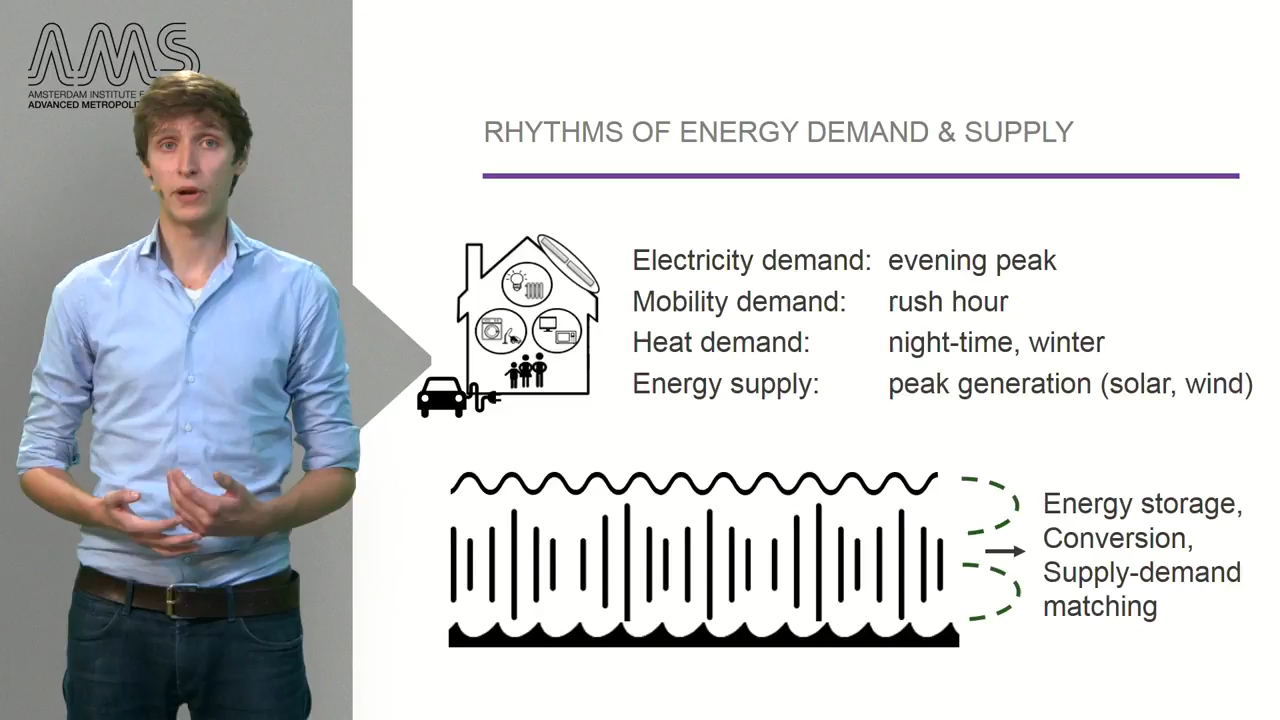 AMS
AMSTERDAM INSTITUTE
ADVANCED
RHYTHMS OF ENERGY DEMAND & SUPPLY
Electricity demand: evening peak
Mobility demand: rush hour
Heat demand: night-time, winter
Energy supply: peak generation (solar, wind)
Energy storage,
Conversion,
Supply-demand
matching